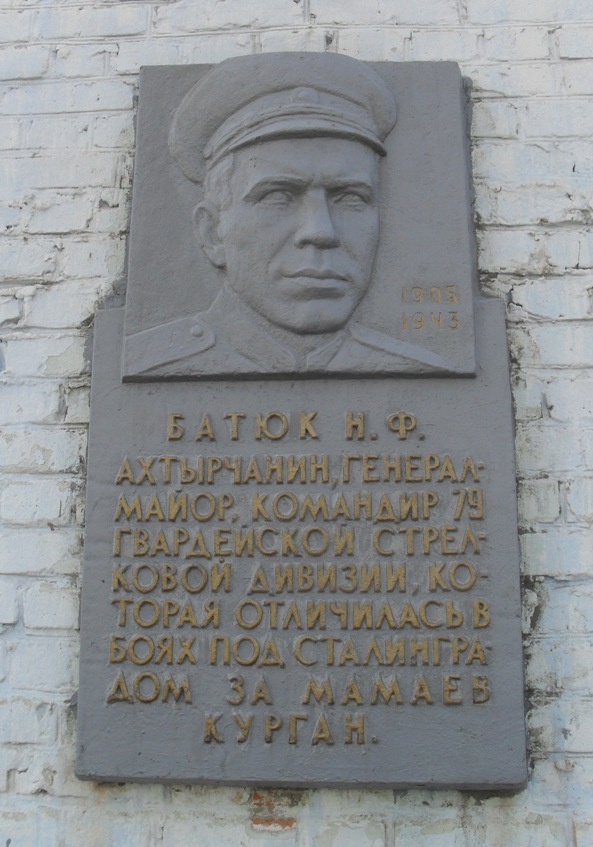 1905
1943
БАТЮК Н.Ф.
АХТЫРЧАНИН, ГЕНЕРАЛ-
МАЙОР, КОМАНДИР 79
ГВАРДЕЙСКОЙ СТРЕЛ-
КОВОЙ ДИВИЗИИ, КО-
ТОРАЯ ОТЛИЧИЛАСЬ В
БОЯХ ПОД СТАЛИНГРА-
ДОМ ЗА МАМАЕВ
КУРГАН.